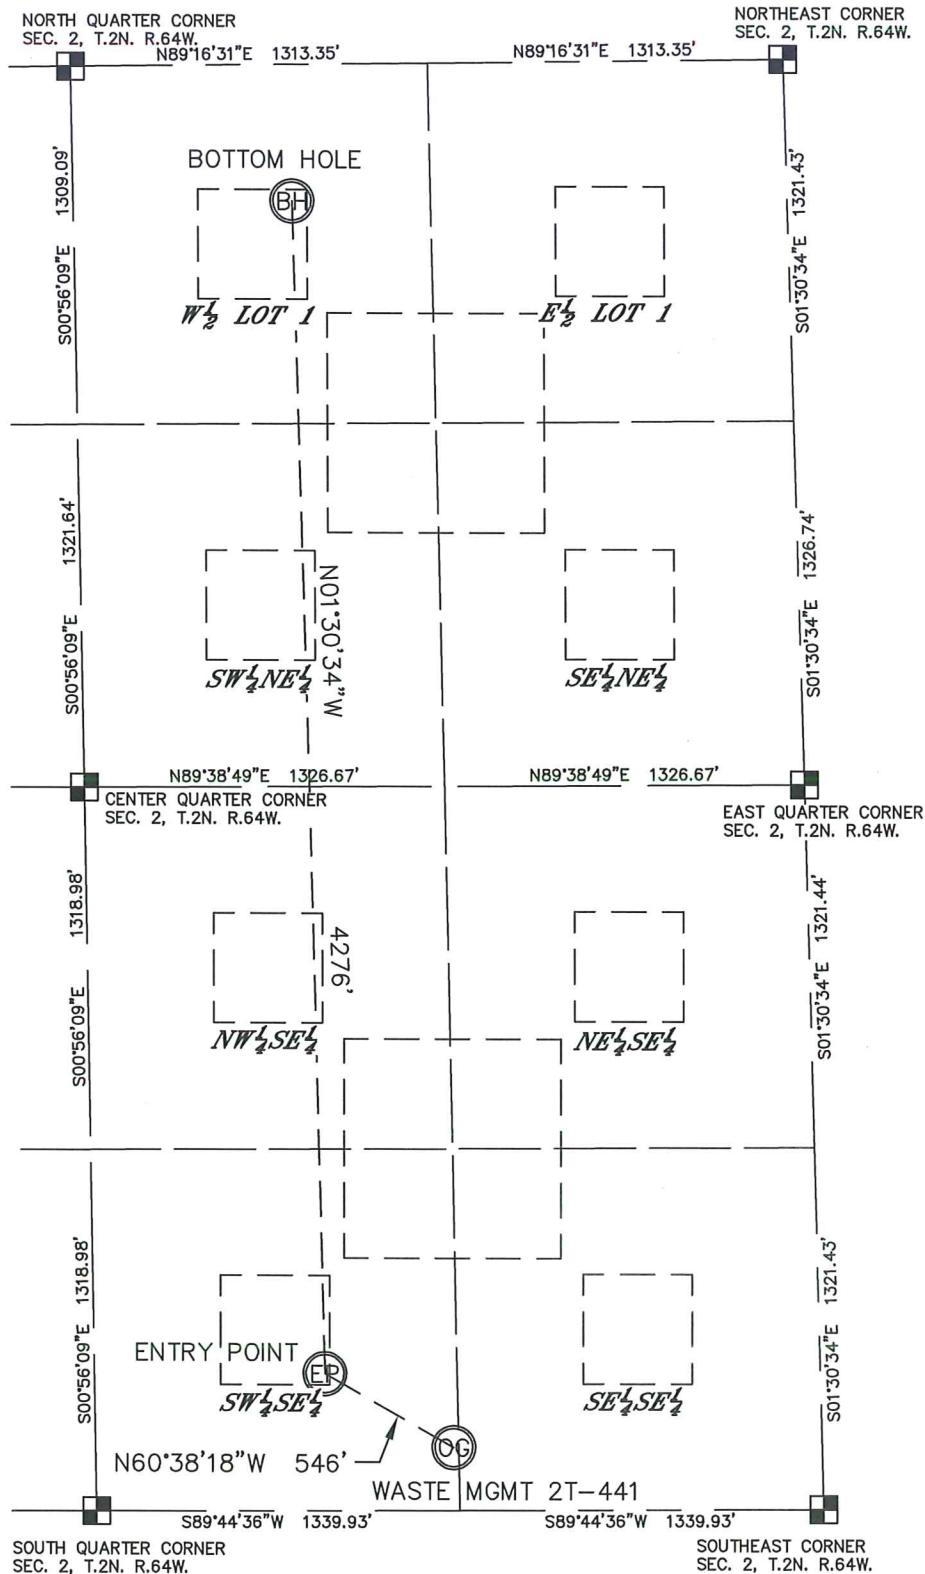 NORTH QUARTER CORNER
SEC. 2, T.2N. R.64W.
NORTHEAST CORNER
SEC. 2, T.2N. R.64W.
N89°16'31"E 1313.35'
N89°16'31"E 1313.35'
S00°56'09"E 1309.09'
BOTTOM HOLE
BH
S01°30'34"E 1321.43'
W½ LOT 1
E½ LOT 1
S00°56'09"E 1321.64'
N01°30'34"W
S01°30'34"E 1326.74'
SW¼NE¼
SE¼NE¼
N89°38'49"E 1326.67'
N89°38'49"E 1326.67'
CENTER QUARTER CORNER
SEC. 2, T.2N. R.64W.
EAST QUARTER CORNER
SEC. 2, T.2N. R.64W.
S00°56'09"E 1318.98'
4276'
S01°30'34"E 1321.44'
NW¼SE¼
NE¼SE¼
S00°56'09"E 1318.98'
S01°30'34"E 1321.43'
ENTRY POINT
EP
SW¼SE¼
SE¼SE¼
OG
N60°38'18"W 546'
WASTE MGMT 2T-441
S89°44'36"W 1339.93'
S89°44'36"W 1339.93'
SOUTH QUARTER CORNER
SEC. 2, T.2N. R.64W.
SOUTHEAST CORNER
SEC. 2, T.2N. R.64W.